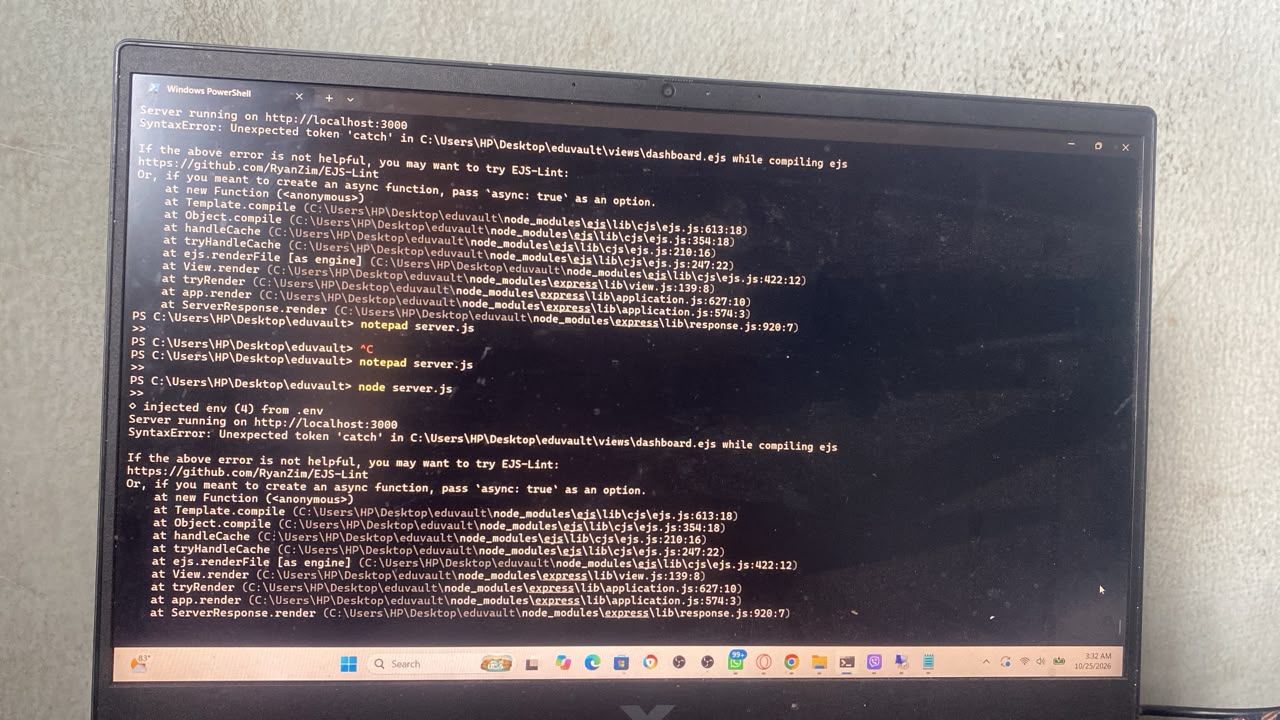 Windows PowerShell
Server running on http://localhost:3000
SyntaxError: Unexpected token 'catch' in C:\Users\HP\Desktop\eduvault\views\dashboard.ejs while compiling ejs
If the above error is not helpful, you may want to try EJS-Lint:
https://github.com/RyanZim/EJS-Lint
Or, if you meant to create an async function, pass `async: true` as an option.
at new Function (<anonymous>)
at Template.compile (C:\Users\HP\Desktop\eduvault\node_modules\ejs\lib\cjs\ejs.js:613:18)
at Object.compile (C:\Users\HP\Desktop\eduvault\node_modules\ejs\lib\cjs\ejs.js:354:18)
at handleCache (C:\Users\HP\Desktop\eduvault\node_modules\ejs\lib\cjs\ejs.js:210:16)
at tryHandleCache (C:\Users\HP\Desktop\eduvault\node_modules\ejs\lib\cjs\ejs.js:247:22)
at ejs.renderFile [as engine] (C:\Users\HP\Desktop\eduvault\node_modules\ejs\lib\cjs\ejs.js:422:12)
at View.render (C:\Users\HP\Desktop\eduvault\node_modules\express\lib\view.js:139:8)
at tryRender (C:\Users\HP\Desktop\eduvault\node_modules\express\lib\application.js:627:10)
at app.render (C:\Users\HP\Desktop\eduvault\node_modules\express\lib\application.js:574:3)
at ServerResponse.render (C:\Users\HP\Desktop\eduvault\node_modules\express\lib\response.js:920:7)
PS C:\Users\HP\Desktop\eduvault> notepad server.js
>>
PS C:\Users\HP\Desktop\eduvault> ^C
PS C:\Users\HP\Desktop\eduvault> notepad server.js
>>
PS C:\Users\HP\Desktop\eduvault> node server.js
>>
◇ injected env (4) from .env
Server running on http://localhost:3000
SyntaxError: Unexpected token 'catch' in C:\Users\HP\Desktop\eduvault\views\dashboard.ejs while compiling ejs
If the above error is not helpful, you may want to try EJS-Lint:
https://github.com/RyanZim/EJS-Lint
Or, if you meant to create an async function, pass `async: true` as an option.
at new Function (<anonymous>)
at Template.compile (C:\Users\HP\Desktop\eduvault\node_modules\ejs\lib\cjs\ejs.js:613:18)
at Object.compile (C:\Users\HP\Desktop\eduvault\node_modules\ejs\lib\cjs\ejs.js:354:18)
at handleCache (C:\Users\HP\Desktop\eduvault\node_modules\ejs\lib\cjs\ejs.js:210:16)
at tryHandleCache (C:\Users\HP\Desktop\eduvault\node_modules\ejs\lib\cjs\ejs.js:247:22)
at ejs.renderFile [as engine] (C:\Users\HP\Desktop\eduvault\node_modules\ejs\lib\cjs\ejs.js:422:12)
at View.render (C:\Users\HP\Desktop\eduvault\node_modules\express\lib\view.js:139:8)
at tryRender (C:\Users\HP\Desktop\eduvault\node_modules\express\lib\application.js:627:10)
at app.render (C:\Users\HP\Desktop\eduvault\node_modules\express\lib\application.js:574:3)
at ServerResponse.render (C:\Users\HP\Desktop\eduvault\node_modules\express\lib\response.js:920:7)
83°
Search
99+
3:32 AM
10/25/2026